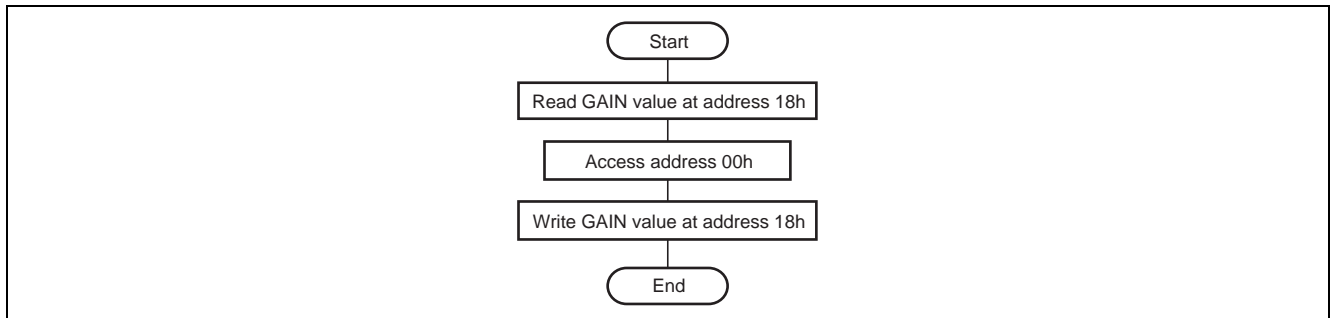 Start
Read GAIN value at address 18h
Access address 00h
Write GAIN value at address 18h
End